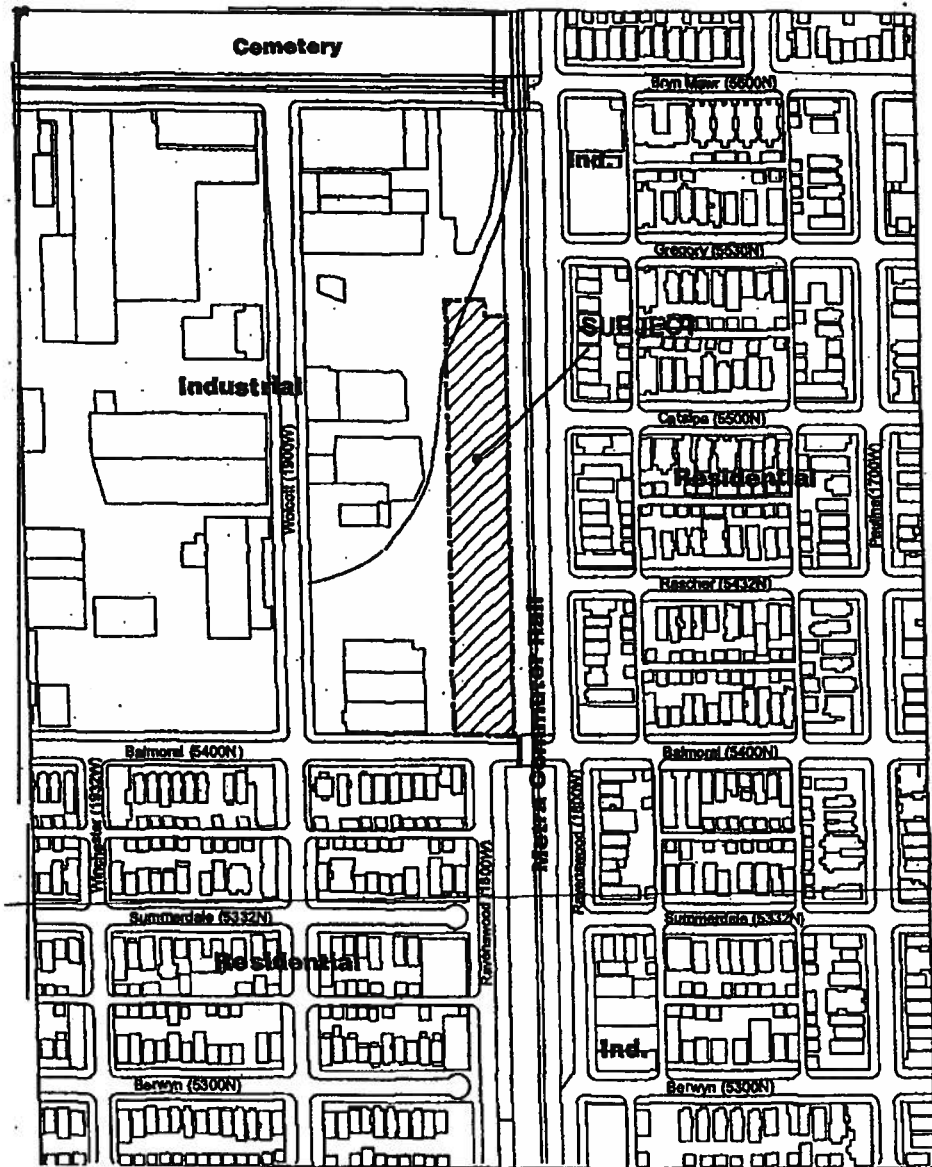 Cemetery
Bryn Mawr (5600N)
Ind.
Gregory (5530N)
SUBJECT
Industrial
Wolcott (1900W)
Catalpa (5500N)
Residential
Paulina (1700W)
Rascher (5432N)
Metra Commuter Rail
Balmoral (5400N)
Balmoral (5400N)
Winchester (1932W)
Ravenswood (1800W)
Ravenswood (1800W)
Summerdale (5332N)
Summerdale (5332N)
Residential
Ind.
Berwyn (5300N)
Berwyn (5300N)